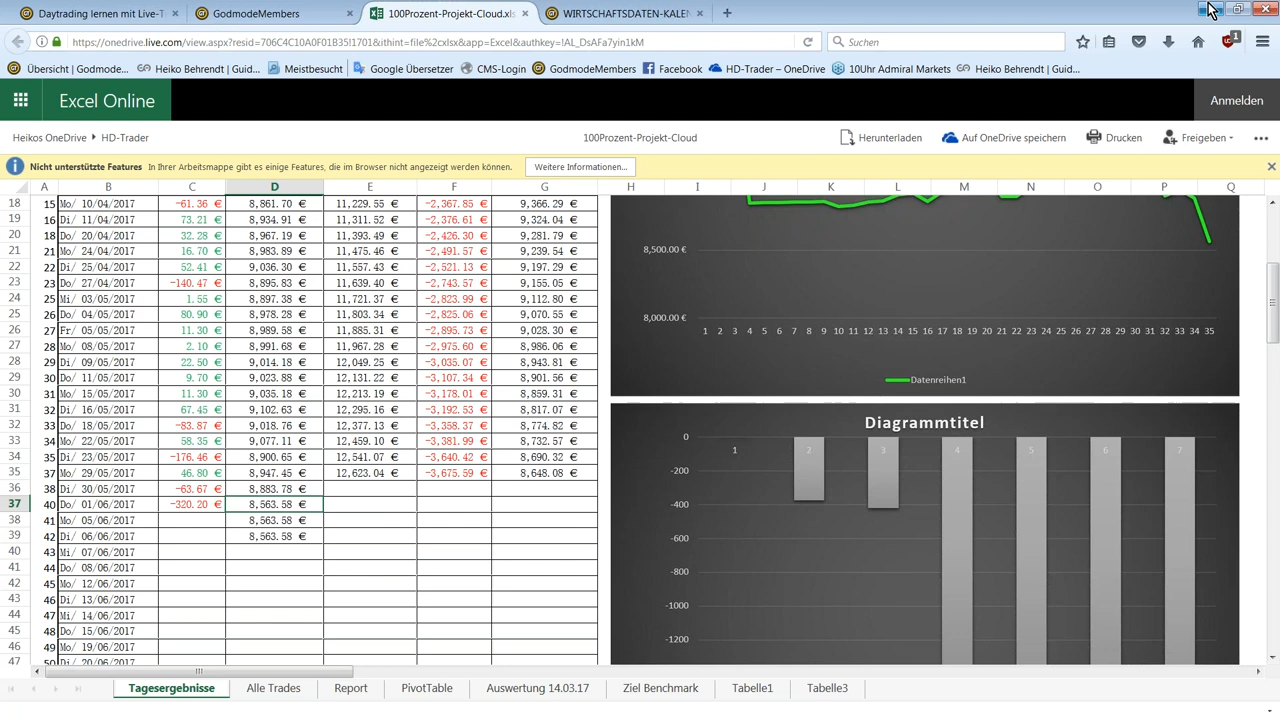 Daytrading lernen mit Live-T
GodmodeMembers
100Prozent-Projekt-Cloud.xls
WIRTSCHAFTSDATEN-KALEN
https://onedrive.live.com/view.aspx?resid=706C4C10A0F01B35!1701&ithint=file%2cxlsx&app=Excel&authkey=!AL_DsAFa7yin1kM
Suchen
1
Übersicht | Godmode...
Heiko Behrendt | Guid...
Meistbesucht
Google Übersetzer
CMS-Login
GodmodeMembers
Facebook
HD-Trader – OneDrive
10Uhr Admiral Markets
Heiko Behrendt | Guid...
Excel Online
Anmelden
Heikos OneDrive
HD-Trader
100Prozent-Projekt-Cloud
Herunterladen
Auf OneDrive speichern
Drucken
Freigeben
Nicht unterstützte Features In Ihrer Arbeitsmappe gibt es einige Features, die im Browser nicht angezeigt werden können.
Weitere Informationen...
A B C D E F G H I J K L M N O P Q
18 15 Mo/ 10/04/2017 -61.36 € 8,861.70 € 11,229.55 € -2,367.85 € 9,366.29 €
19 16 Di/ 11/04/2017 73.21 € 8,934.91 € 11,311.52 € -2,376.61 € 9,324.04 €
20 18 Do/ 20/04/2017 32.28 € 8,967.19 € 11,393.49 € -2,426.30 € 9,281.79 €
21 21 Mo/ 24/04/2017 16.70 € 8,983.89 € 11,475.46 € -2,491.57 € 9,239.54 €
22 22 Di/ 25/04/2017 52.41 € 9,036.30 € 11,557.43 € -2,521.13 € 9,197.29 €
23 23 Do/ 27/04/2017 -140.47 € 8,895.83 € 11,639.40 € -2,743.57 € 9,155.05 €
24 25 Mi/ 03/05/2017 1.55 € 8,897.38 € 11,721.37 € -2,823.99 € 9,112.80 €
25 26 Do/ 04/05/2017 80.90 € 8,978.28 € 11,803.34 € -2,825.06 € 9,070.55 €
26 27 Fr/ 05/05/2017 11.30 € 8,989.58 € 11,885.31 € -2,895.73 € 9,028.30 €
27 28 Mo/ 08/05/2017 2.10 € 8,991.68 € 11,967.28 € -2,975.60 € 8,986.06 €
28 29 Di/ 09/05/2017 22.50 € 9,014.18 € 12,049.25 € -3,035.07 € 8,943.81 €
29 30 Do/ 11/05/2017 9.70 € 9,023.88 € 12,131.22 € -3,107.34 € 8,901.56 €
30 31 Mo/ 15/05/2017 11.30 € 9,035.18 € 12,213.19 € -3,178.01 € 8,859.31 €
31 32 Di/ 16/05/2017 67.45 € 9,102.63 € 12,295.16 € -3,192.53 € 8,817.07 €
32 33 Do/ 18/05/2017 -83.87 € 9,018.76 € 12,377.13 € -3,358.37 € 8,774.82 €
33 34 Mo/ 22/05/2017 58.35 € 9,077.11 € 12,459.10 € -3,381.99 € 8,732.57 €
34 35 Di/ 23/05/2017 -176.46 € 8,900.65 € 12,541.07 € -3,640.42 € 8,690.32 €
35 37 Mo/ 29/05/2017 46.80 € 8,947.45 € 12,623.04 € -3,675.59 € 8,648.08 €
36 38 Di/ 30/05/2017 -63.67 € 8,883.78 €
37 40 Do/ 01/06/2017 -320.20 € 8,563.58 €
38 41 Mo/ 05/06/2017 8,563.58 €
39 42 Di/ 06/06/2017 8,563.58 €
40 43 Mi/ 07/06/2017
41 44 Do/ 08/06/2017
42 45 Mo/ 12/06/2017
43 46 Di/ 13/06/2017
44 47 Mi/ 14/06/2017
45 48 Do/ 15/06/2017
46 49 Mo/ 19/06/2017
47 50 Di/ 20/06/2017
8,500.00 €
8,000.00 €
1 2 3 4 5 6 7 8 9 10 11 12 13 14 15 16 17 18 19 20 21 22 23 24 25 26 27 28 29 30 31 32 33 34 35
Datenreihen1
Diagrammtitel
0
1 2 3 4 5 6 7
-200
-400
-600
-800
-1000
-1200
Tagesergebnisse
Alle Trades
Report
PivotTable
Auswertung 14.03.17
Ziel Benchmark
Tabelle1
Tabelle3